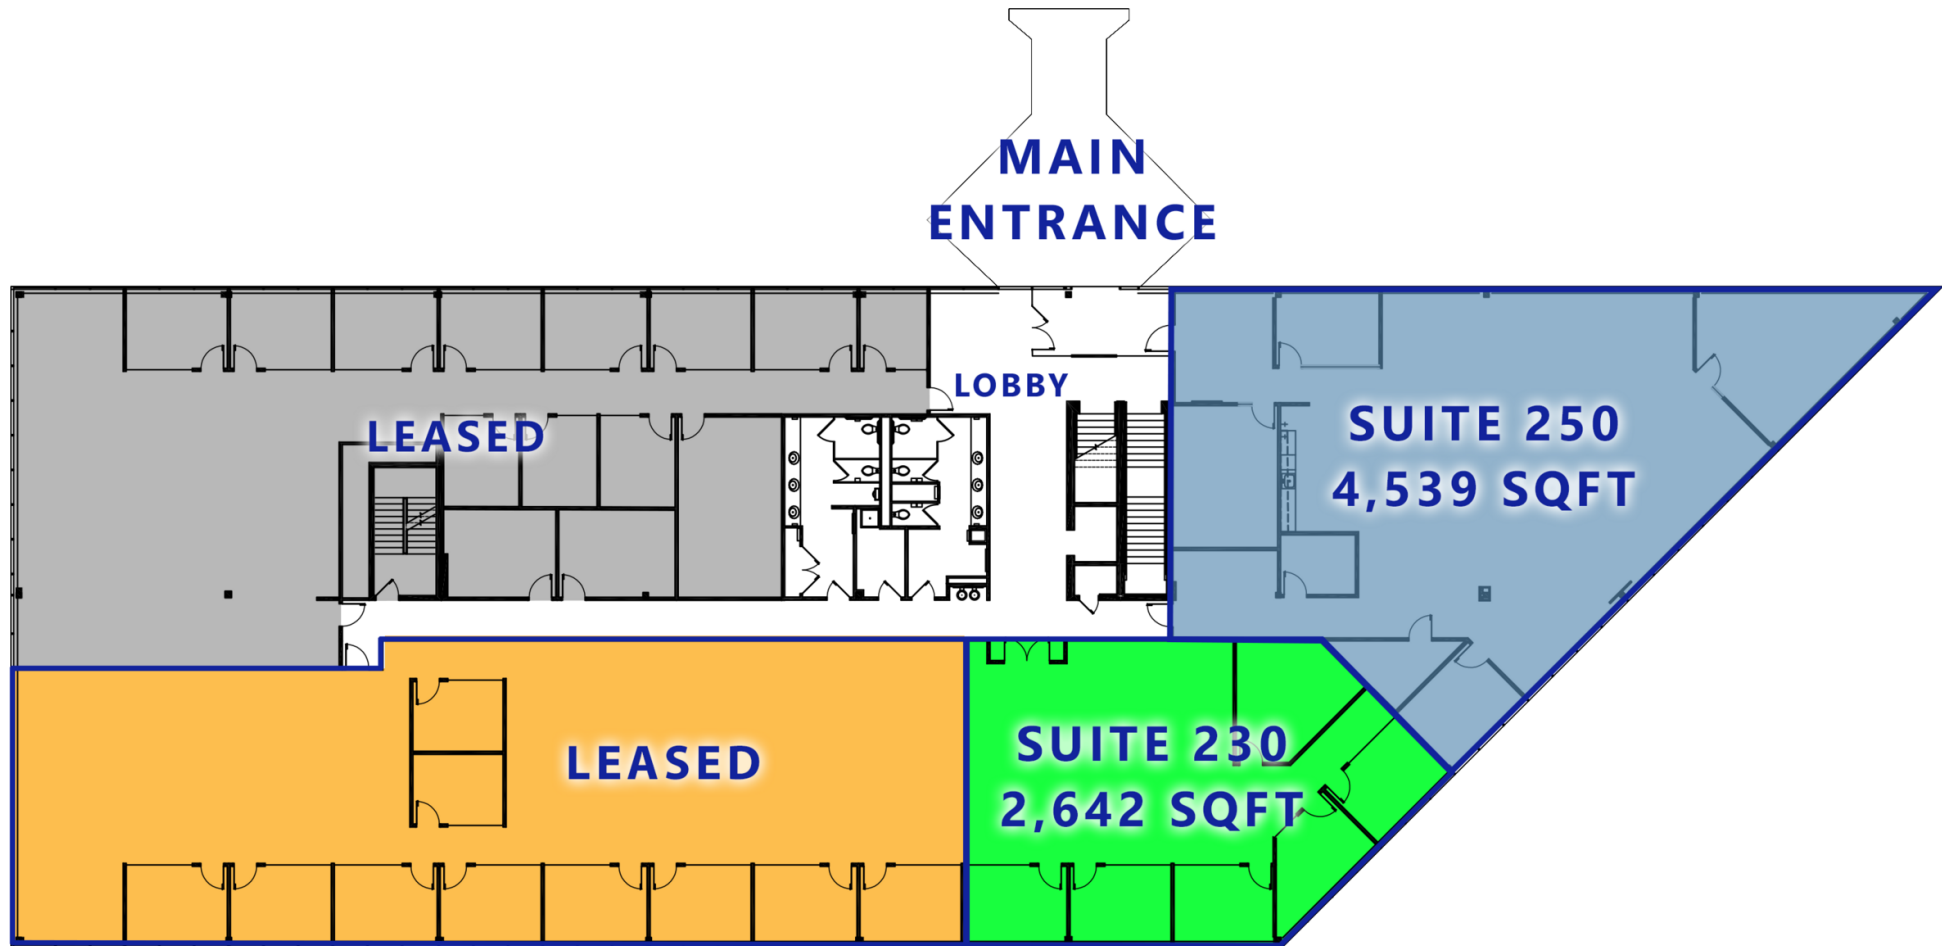 MAIN
ENTRANCE
LOBBY
LEASED
SUITE 250
4,539 SQFT
LEASED
SUITE 230
2,642 SQFT